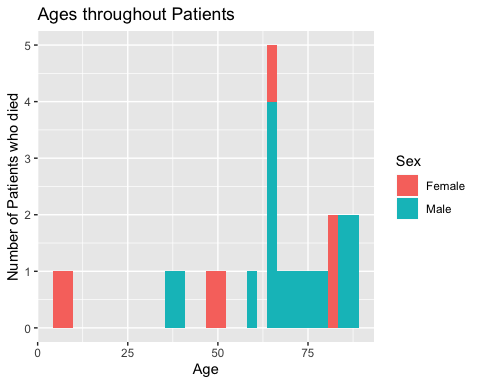 Ages throughout Patients
Number of Patients who died
5
4
3
2
1
0
0
25
50
75
Age
Sex
Female
Male